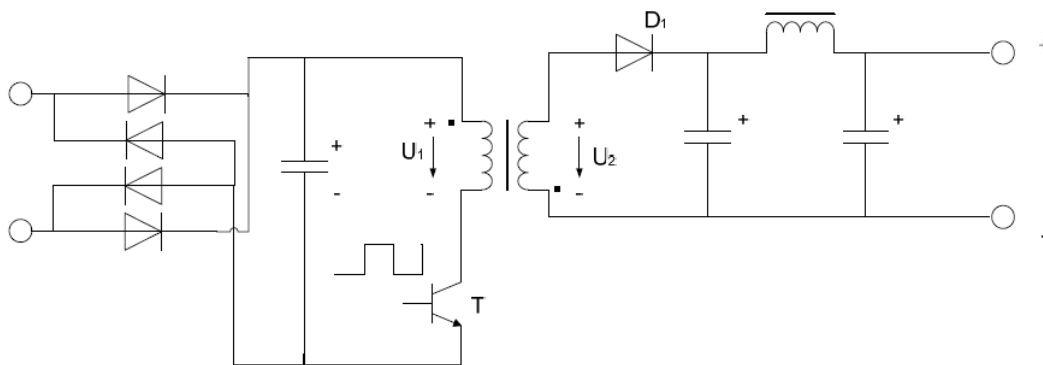 D₁
+
+
+
+
+
+
U₁
U₂
-
-
-
T
-